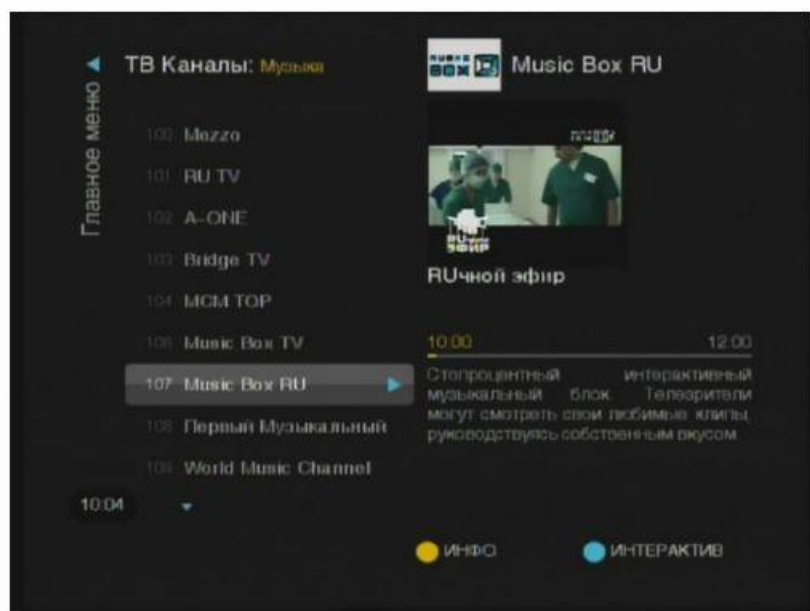 ТВ Каналы: Музыка
Главное меню
100 Mezzo
101 RU TV
102 A-ONE
103 Bridge TV
104 MCM TOP
106 Music Box TV
107 Music Box RU
108 Первый Музыкальный
109 World Music Channel
10:04
Music Box RU
RUчной эфир
10:00 12:00
Стопроцентный интерактивный
музыкальный блок. Телезрители
могут смотреть свои любимые клипы,
руководствуясь собственным вкусом.
ИНФО ИНТЕРАКТИВ